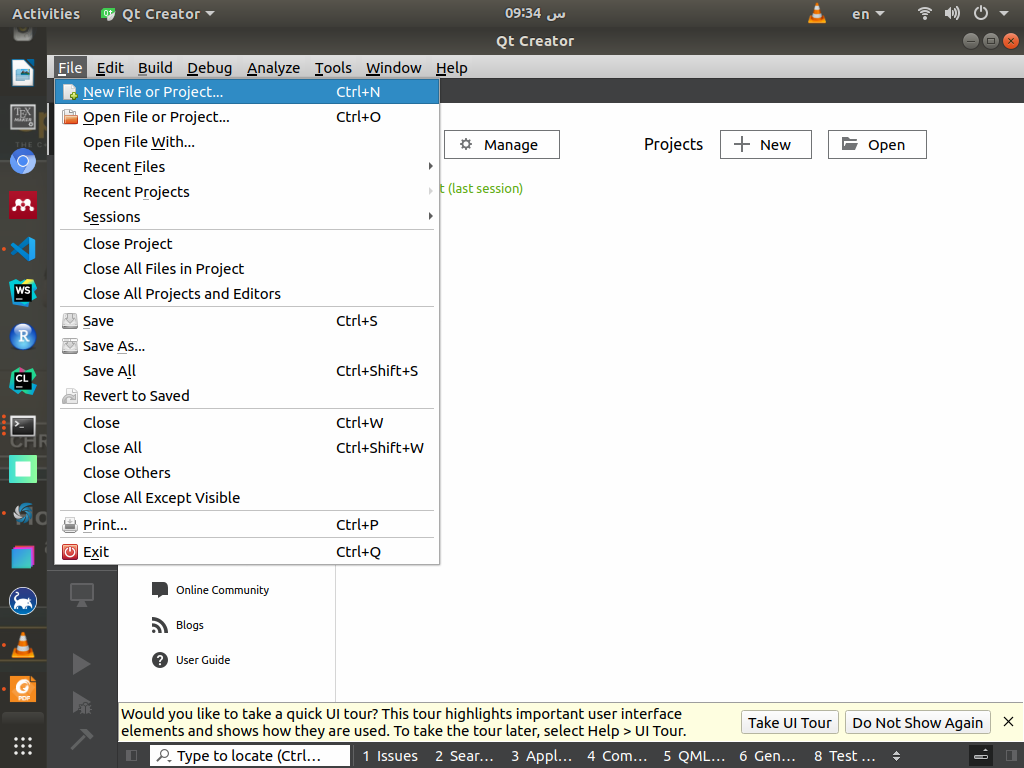 Activities
Qt Creator
09:34 س
en
Qt Creator
File Edit Build Debug Analyze Tools Window Help
New File or Project... Ctrl+N
Open File or Project... Ctrl+O
Open File With...
Recent Files
Recent Projects
Sessions
Close Project
Close All Files in Project
Close All Projects and Editors
Save Ctrl+S
Save As...
Save All Ctrl+Shift+S
Revert to Saved
Close Ctrl+W
Close All Ctrl+Shift+W
Close Others
Close All Except Visible
Print... Ctrl+P
Exit Ctrl+Q
Manage
Projects
New
Open
t (last session)
Online Community
Blogs
User Guide
Would you like to take a quick UI tour? This tour highlights important user interface
elements and shows how they are used. To take the tour later, select Help > UI Tour.
Take UI Tour
Do Not Show Again
Type to locate (Ctrl...
1 Issues
2 Sear...
3 Appl...
4 Com...
5 QML...
6 Gen...
8 Test ...
TEX
WS
R
CL
PDF